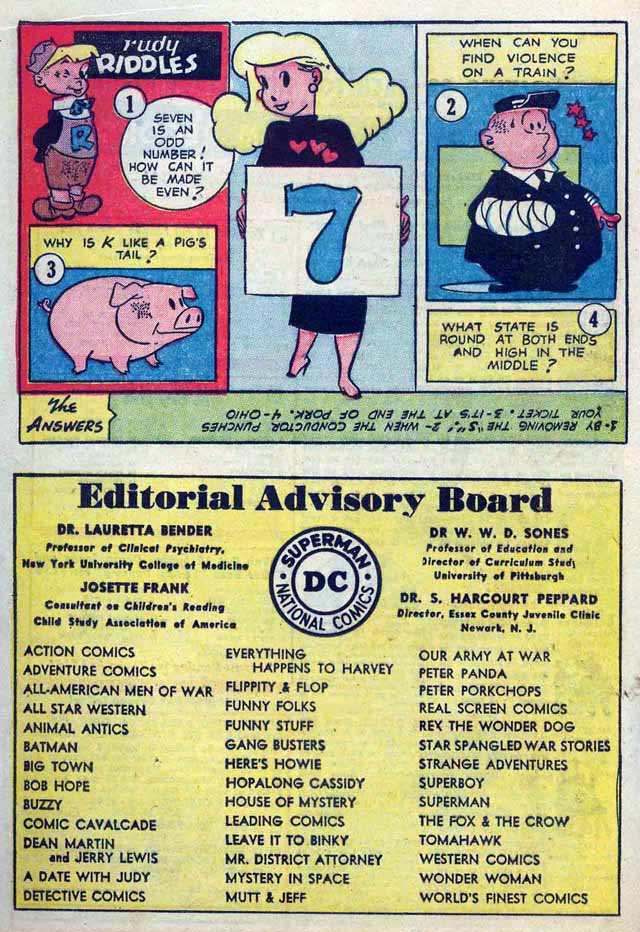 rudy
RIDDLES
1
SEVEN
IS AN
ODD
NUMBER!
HOW CAN IT
BE MADE
EVEN?
R
7
WHEN CAN YOU
FIND VIOLENCE
ON A TRAIN?
2
WHY IS K LIKE A PIG'S
TAIL?
3
4
WHAT STATE IS
ROUND AT BOTH ENDS
AND HIGH IN THE
MIDDLE?
The
ANSWERS
1-BY REMOVING THE "S". 2- WHEN THE CONDUCTOR PUNCHES
YOUR TICKET. 3-IT'S AT THE END OF PORK. 4-OHIO
Editorial Advisory Board
DR. LAURETTA BENDER
Professor of Clinical Psychiatry,
New York University College of Medicine
JOSETTE FRANK
Consultant on Children's Reading
Child Study Association of America
SUPERMAN
DC
NATIONAL COMICS
DR W. W. D. SONES
Professor of Education and
Director of Curriculum Study
University of Pittsburgh
DR. S. HARCOURT PEPPARD
Director, Essex County Juvenile Clinic
Newark, N. J.
ACTION COMICS
ADVENTURE COMICS
ALL-AMERICAN MEN OF WAR
ALL STAR WESTERN
ANIMAL ANTICS
BATMAN
BIG TOWN
BOB HOPE
BUZZY
COMIC CAVALCADE
DEAN MARTIN
and JERRY LEWIS
A DATE WITH JUDY
DETECTIVE COMICS
EVERYTHING
HAPPENS TO HARVEY
FLIPPITY & FLOP
FUNNY FOLKS
FUNNY STUFF
GANG BUSTERS
HERE'S HOWIE
HOPALONG CASSIDY
HOUSE OF MYSTERY
LEADING COMICS
LEAVE IT TO BINKY
MR. DISTRICT ATTORNEY
MYSTERY IN SPACE
MUTT & JEFF
OUR ARMY AT WAR
PETER PANDA
PETER PORKCHOPS
REAL SCREEN COMICS
REX THE WONDER DOG
STAR SPANGLED WAR STORIES
STRANGE ADVENTURES
SUPERBOY
SUPERMAN
THE FOX & THE CROW
TOMAHAWK
WESTERN COMICS
WONDER WOMAN
WORLD'S FINEST COMICS